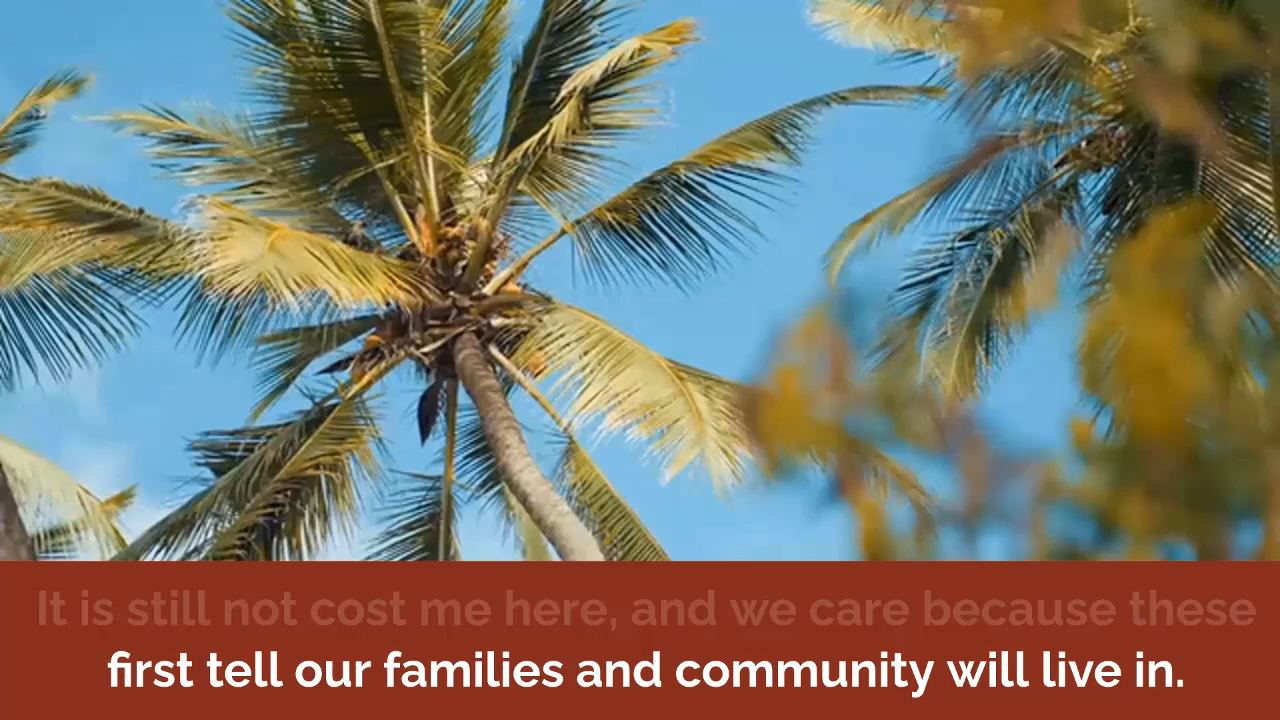 It is still not cost me here, and we care because these
first tell our families and community will live in.